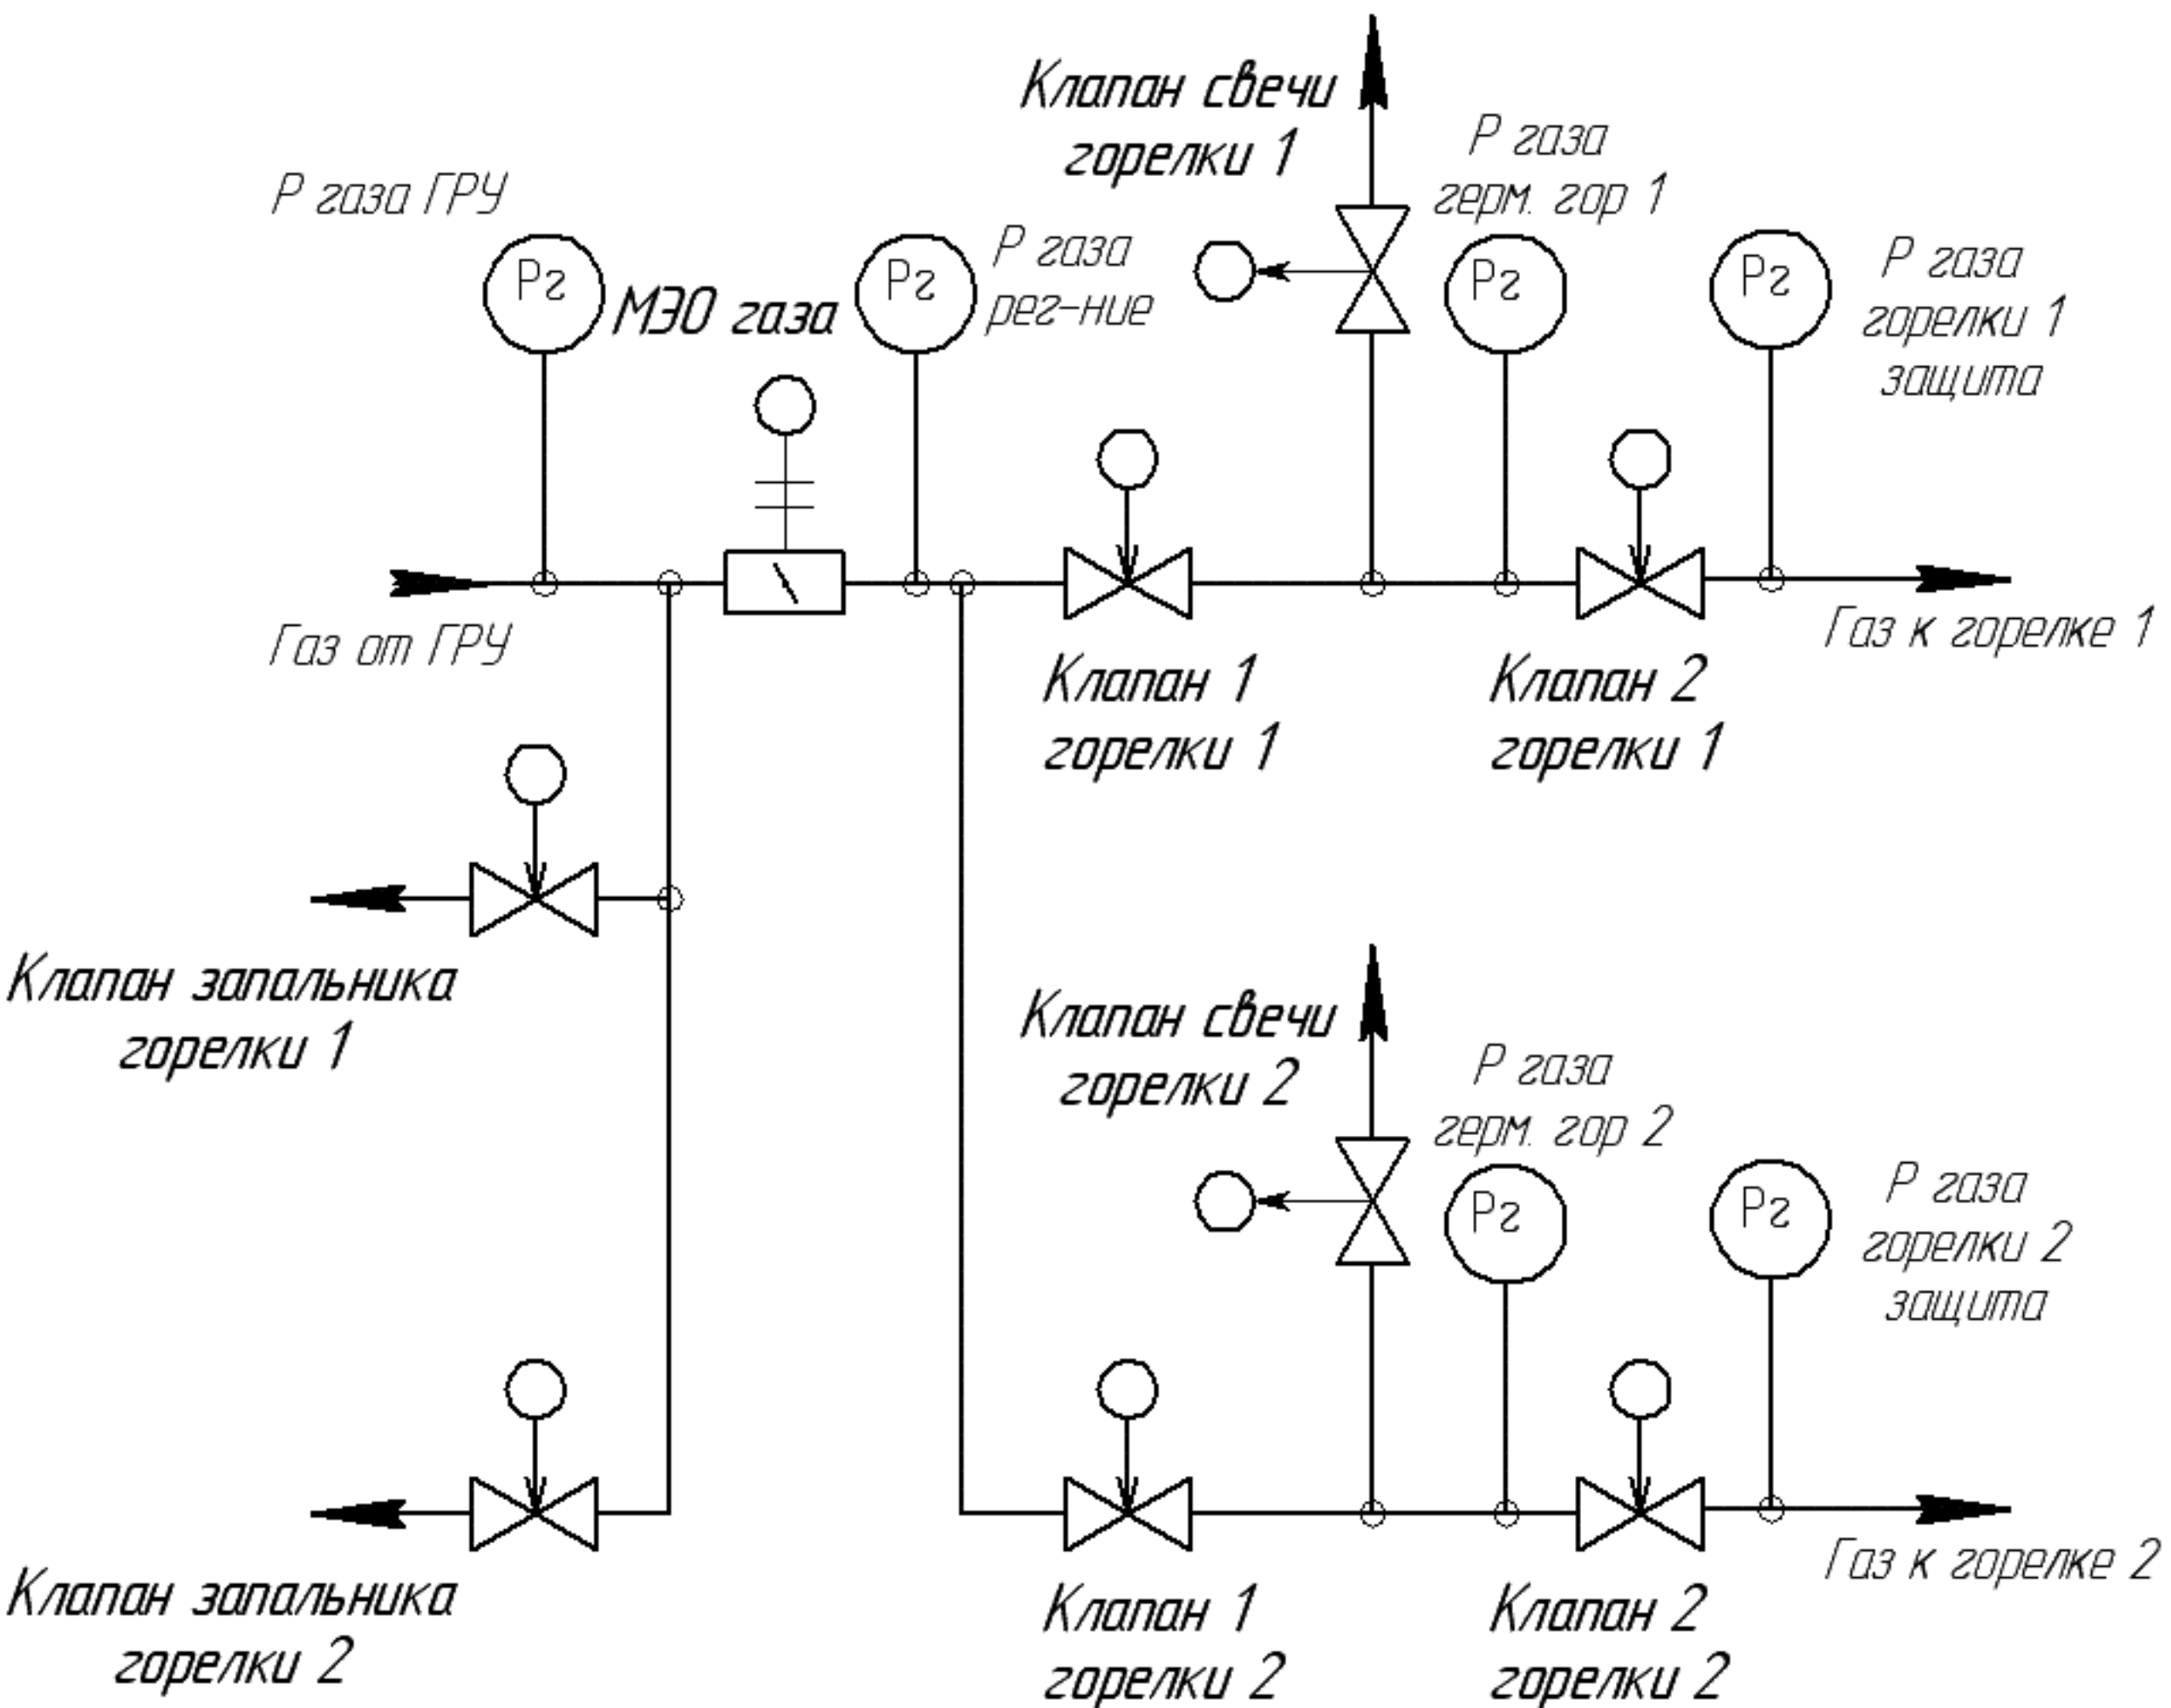 Клапан свечи
горелки 1
Р газа
герм. гор 1
Р газа ГРУ
Рг
МЭО газа
Рг
Р газа
рег-ние
Рг
Рг
Р газа
горелки 1
защита
Газ от ГРУ
Газ к горелке 1
Клапан 1
горелки 1
Клапан 2
горелки 1
Клапан запальника
горелки 1
Клапан свечи
горелки 2
Р газа
герм. гор 2
Рг
Рг
Р газа
горелки 2
защита
Газ к горелке 2
Клапан запальника
горелки 2
Клапан 1
горелки 2
Клапан 2
горелки 2